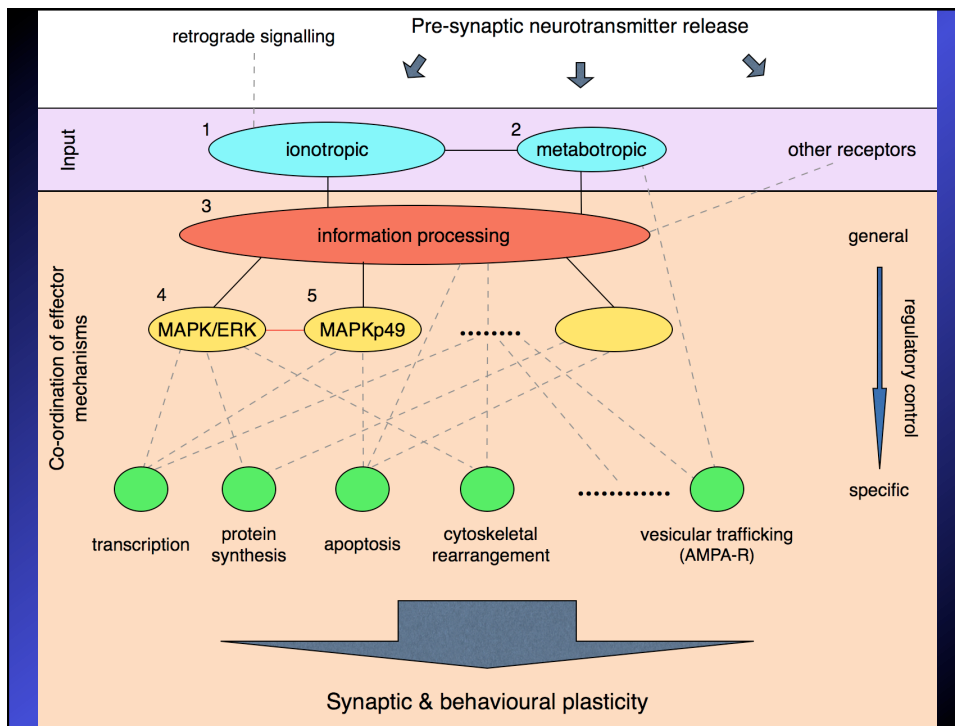 Pre-synaptic neurotransmitter release
retrograde signalling
Input
1
ionotropic
2
metabotropic
other receptors
3
information processing
general
Co-ordination of effector
mechanisms
4
MAPK/ERK
5
MAPKp49
........
regulatory control
specific
............
transcription
protein
synthesis
apoptosis
cytoskeletal
rearrangement
vesicular trafficking
(AMPA-R)
Synaptic & behavioural plasticity